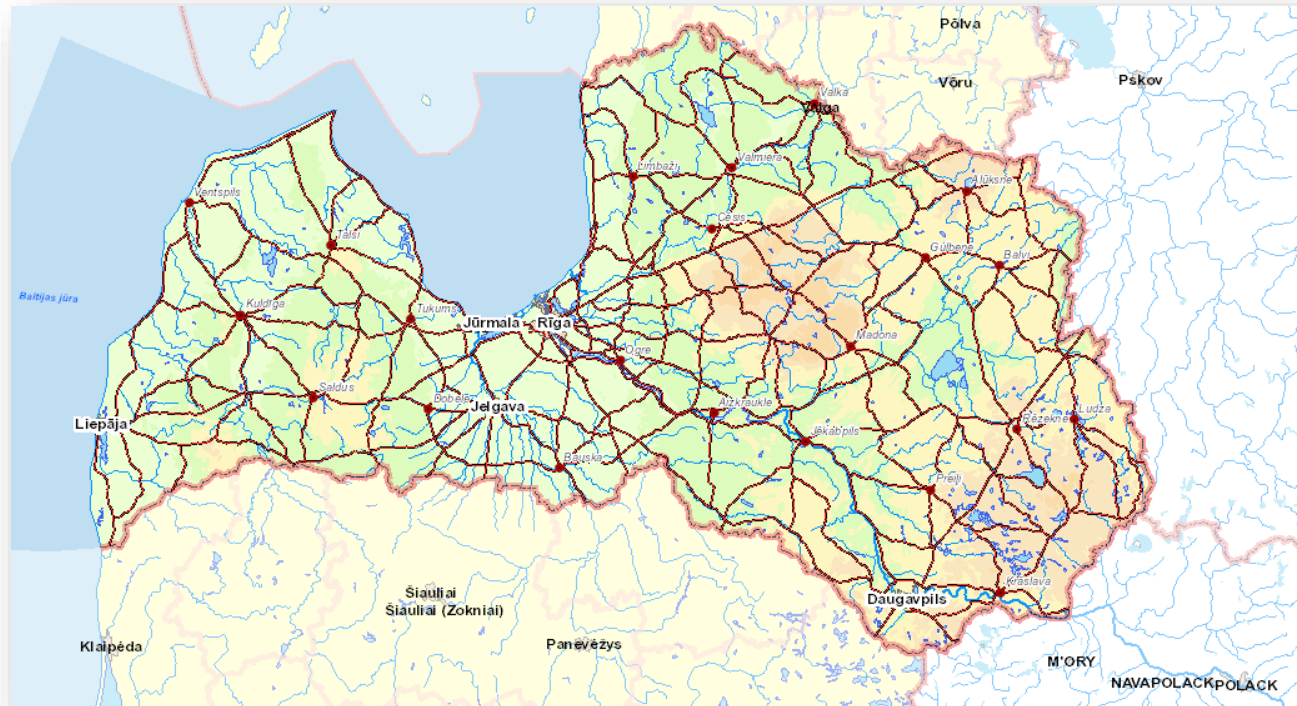 Põlva
Pskov
Võru
Valka
Valga
Valmiera
Limbaži
Alūksne
Ventspils
Cēsis
Talsi
Gulbene
Balvi
Baltijas jūra
Kuldīga
Tukums
Jūrmala
Rīga
Madona
Ogre
Saldus
Dobele
Jelgava
Aizkraukle
Ludza
Rēzekne
Liepāja
Jēkabpils
Bauska
Preiļi
Krāslava
Daugavpils
Šiauliai
Šiauliai (Zokniai)
Klaipėda
Panevėžys
M'ORY
NAVAPOLACK
POLACK